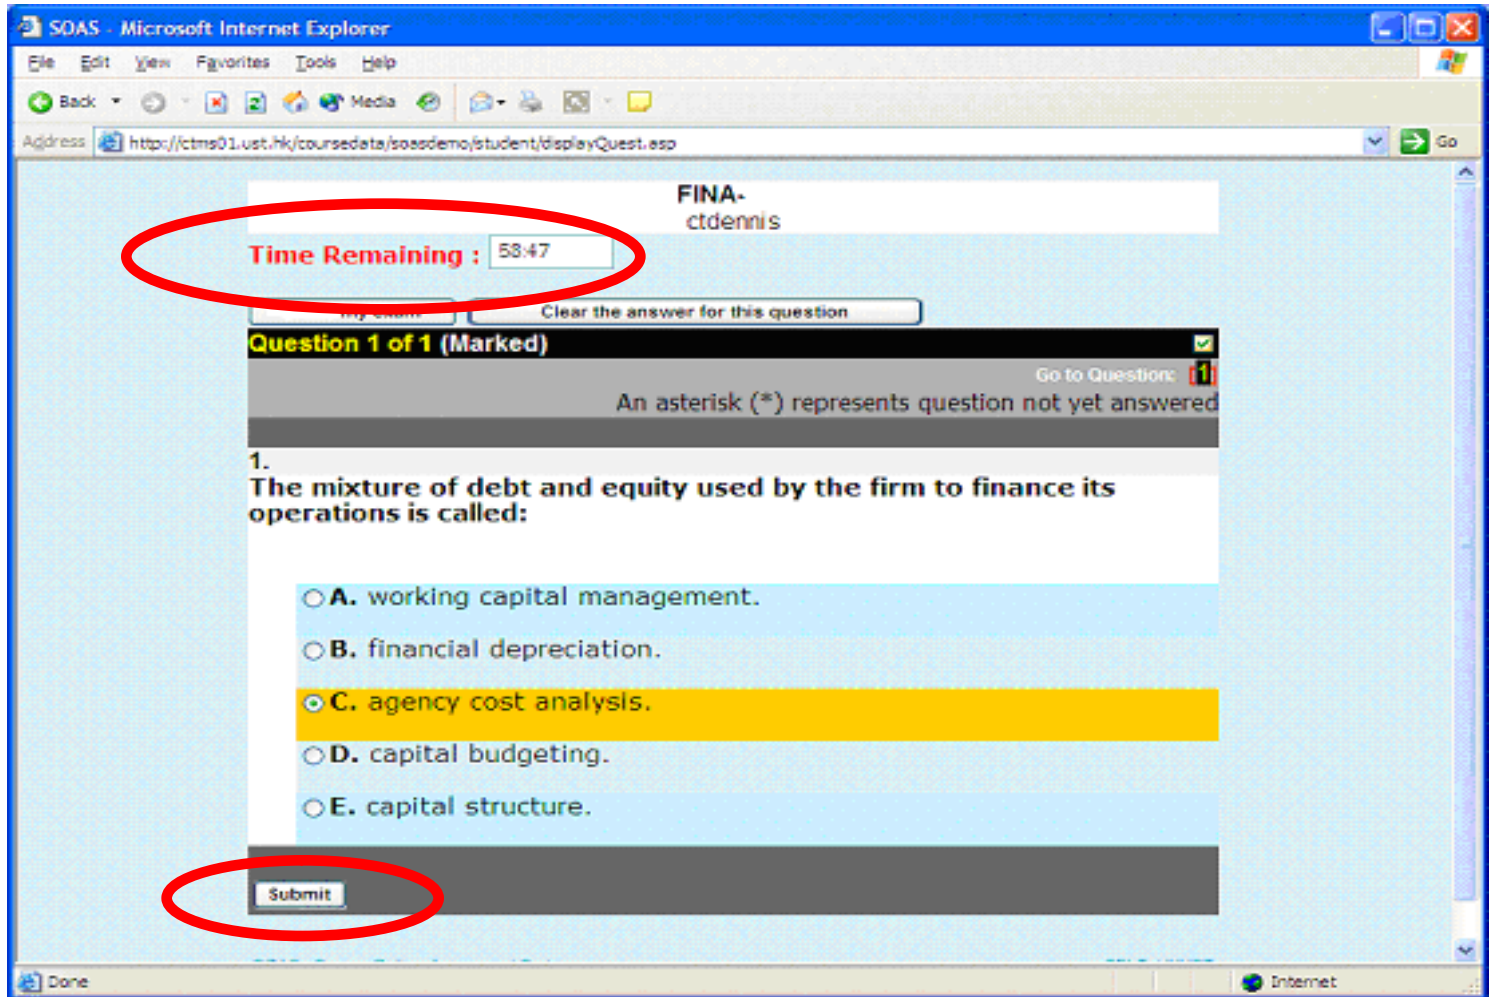 SOAS - Microsoft Internet Explorer
File Edit View Favorites Tools Help
Back Media
Address http://ctms01.ust.hk/coursedata/soasdemo/student/displayQuest.asp Go
FINA-
ctdennis
Time Remaining : 58:47
my exam Clear the answer for this question
Question 1 of 1 (Marked)
Go to Question: [1]
An asterisk (*) represents question not yet answered
1.
The mixture of debt and equity used by the firm to finance its
operations is called:
A. working capital management.
B. financial depreciation.
C. agency cost analysis.
D. capital budgeting.
E. capital structure.
Submit
Done Internet